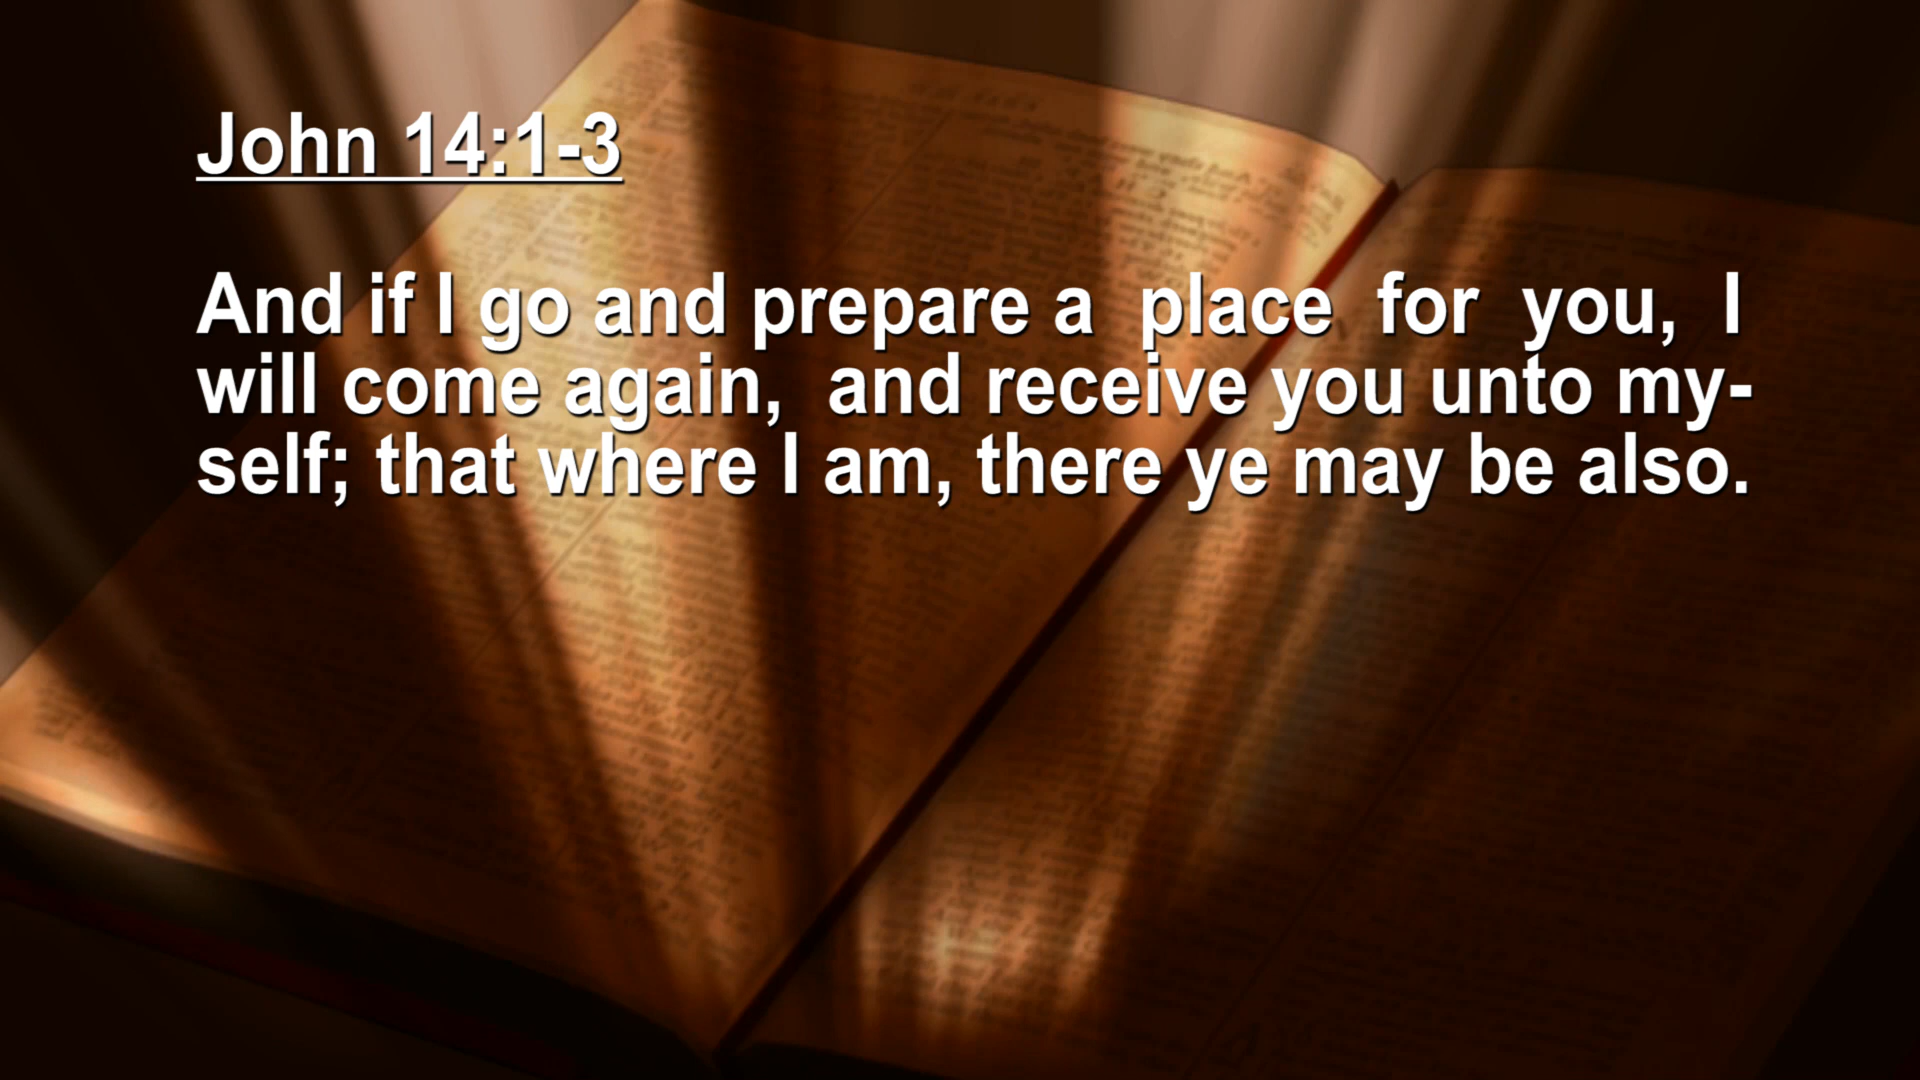 John 14:1-3
And if I go and prepare a place for you, I
will come again, and receive you unto my-
self; that where I am, there ye may be also.